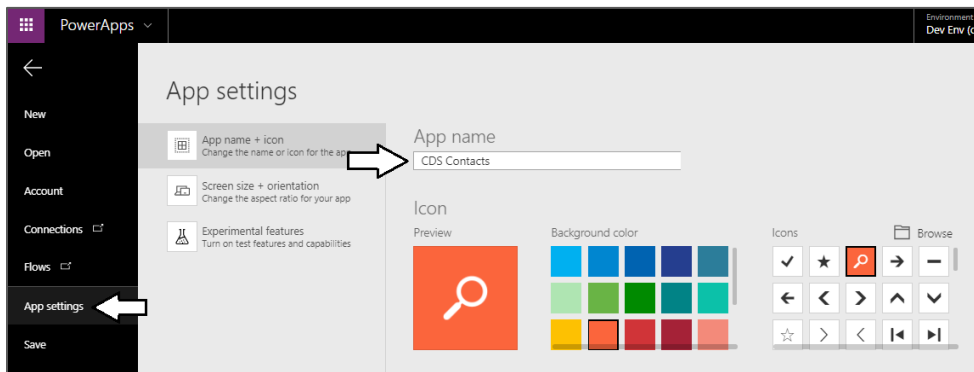 PowerApps
Environment
Dev Env (
New
Open
Account
Connections
Flows
App settings
Save
App settings
App name + icon
Change the name or icon for the app
Screen size + orientation
Change the aspect ratio for your app
Experimental features
Turn on test features and capabilities
App name
CDS Contacts
Icon
Preview
Background color
Icons
Browse